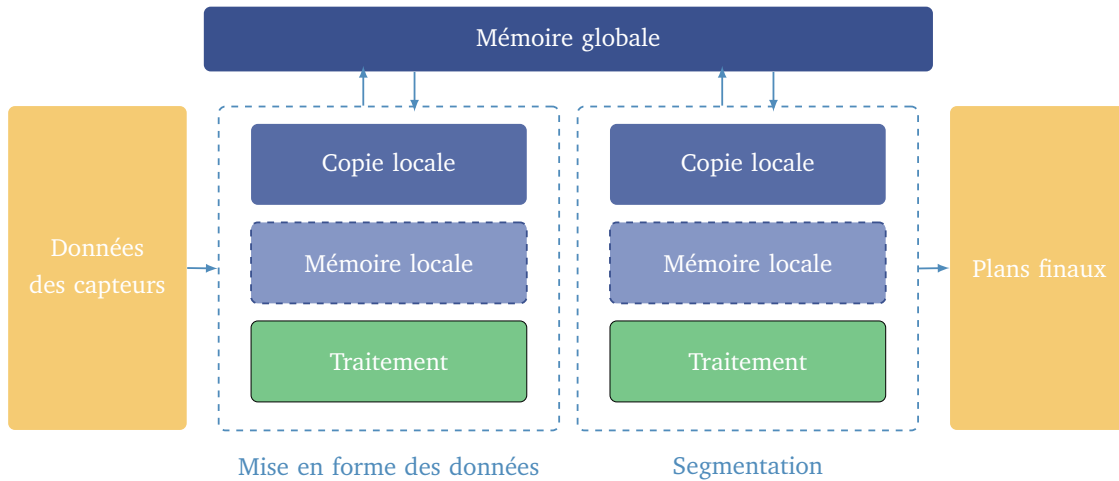 Mémoire globale
Données
des capteurs
Copie locale
Mémoire locale
Traitement
Mise en forme des données
Copie locale
Mémoire locale
Traitement
Segmentation
Plans finaux